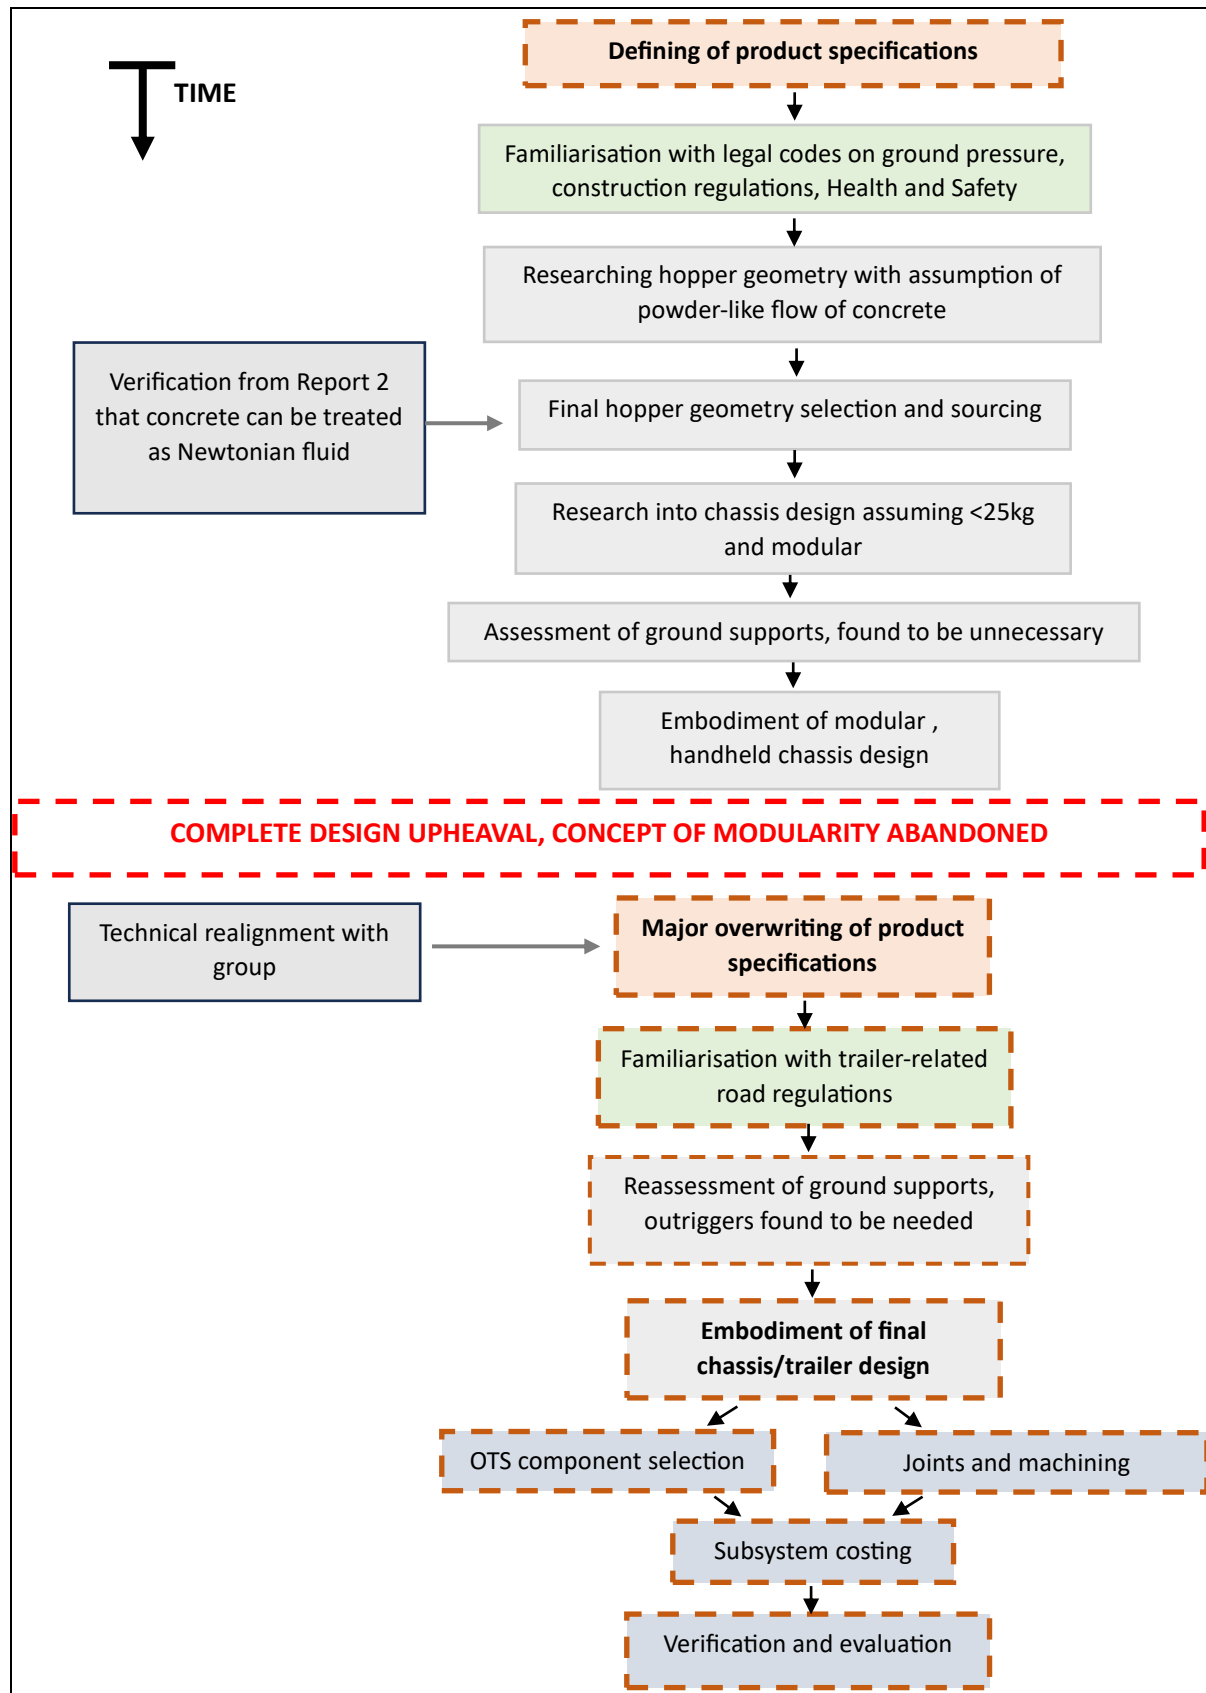 Defining of product specifications
TIME
Familiarisation with legal codes on ground pressure,
construction regulations, Health and Safety
Researching hopper geometry with assumption of
powder-like flow of concrete
Verification from Report 2
that concrete can be treated
as Newtonian fluid
Final hopper geometry selection and sourcing
Research into chassis design assuming <25kg
and modular
Assessment of ground supports, found to be unnecessary
Embodiment of modular ,
handheld chassis design
COMPLETE DESIGN UPHEAVAL, CONCEPT OF MODULARITY ABANDONED
Technical realignment with
group
Major overwriting of product
specifications
Familiarisation with trailer-related
road regulations
Reassessment of ground supports,
outriggers found to be needed
Embodiment of final
chassis/trailer design
OTS component selection
Joints and machining
Subsystem costing
Verification and evaluation